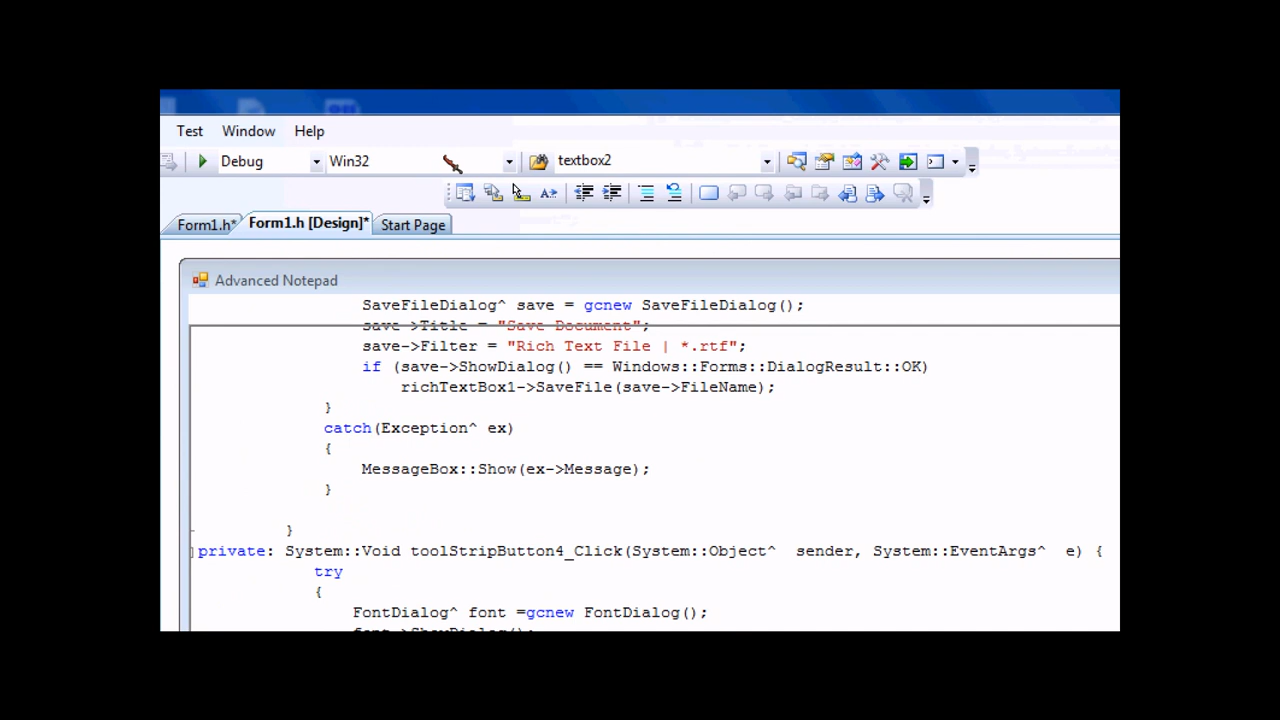 Test Window Help
Debug Win32 textbox2
Form1.h* Form1.h [Design]* Start Page
Advanced Notepad
SaveFileDialog^ save = gcnew SaveFileDialog();
save->Title = "Save Document";
save->Filter = "Rich Text File | *.rtf";
if (save->ShowDialog() == Windows::Forms::DialogResult::OK)
richTextBox1->SaveFile(save->FileName);
}
catch(Exception^ ex)
{
MessageBox::Show(ex->Message);
}
}
private: System::Void toolStripButton4_Click(System::Object^ sender, System::EventArgs^ e) {
try
{
FontDialog^ font =gcnew FontDialog();
font->ShowDialog();